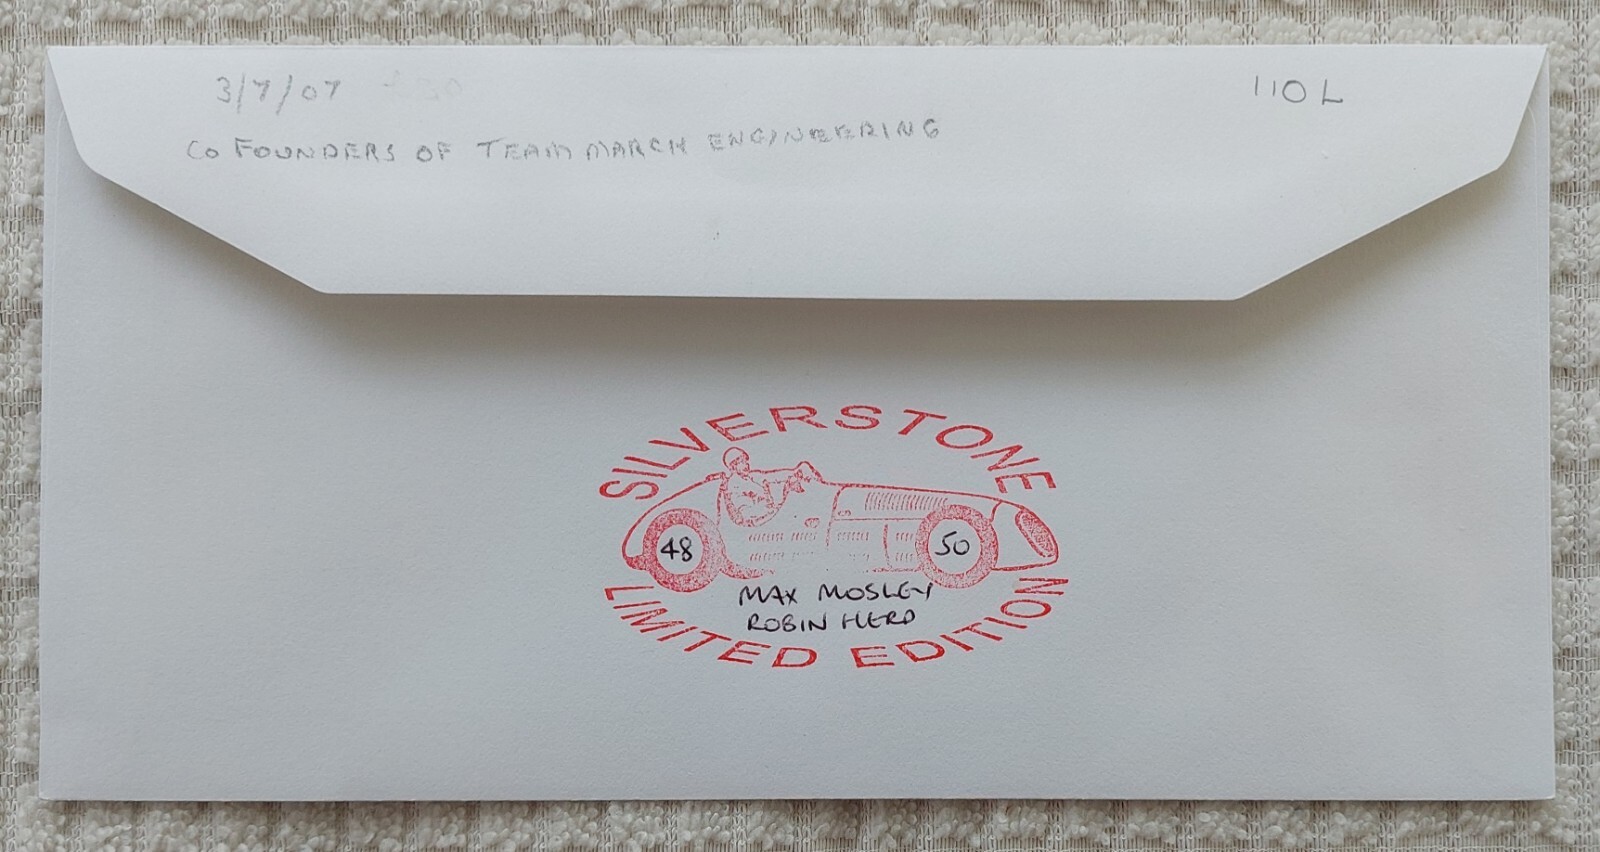 3/7/07
110L
CO FOUNDERS OF TEAM MARCH ENGINEERING
SILVERSTONE
48
50
MAX MOSLEY
ROBIN HERD
LIMITED EDITION